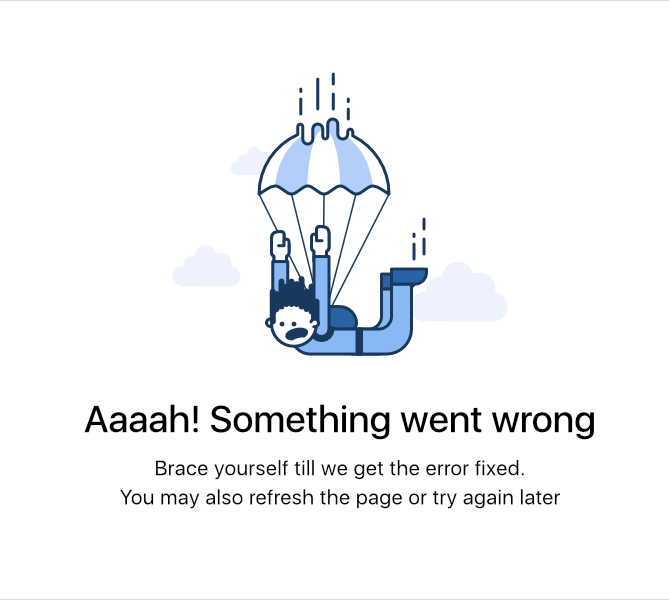 Aaaah! Something went wrong
Brace yourself till we get the error fixed.
You may also refresh the page or try again later